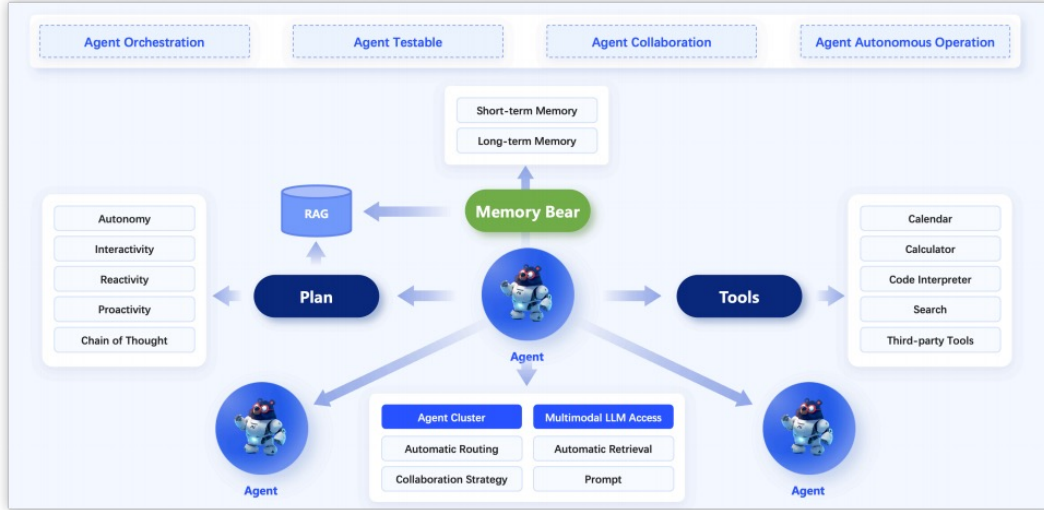 Agent Orchestration
Agent Testable
Agent Collaboration
Agent Autonomous Operation
Short-term Memory
Long-term Memory
Memory Bear
RAG
Autonomy
Interactivity
Reactivity
Proactivity
Chain of Thought
Plan
Agent
Tools
Calendar
Calculator
Code Interpreter
Search
Third-party Tools
Agent
Agent Cluster
Multimodal LLM Access
Automatic Routing
Automatic Retrieval
Collaboration Strategy
Prompt
Agent